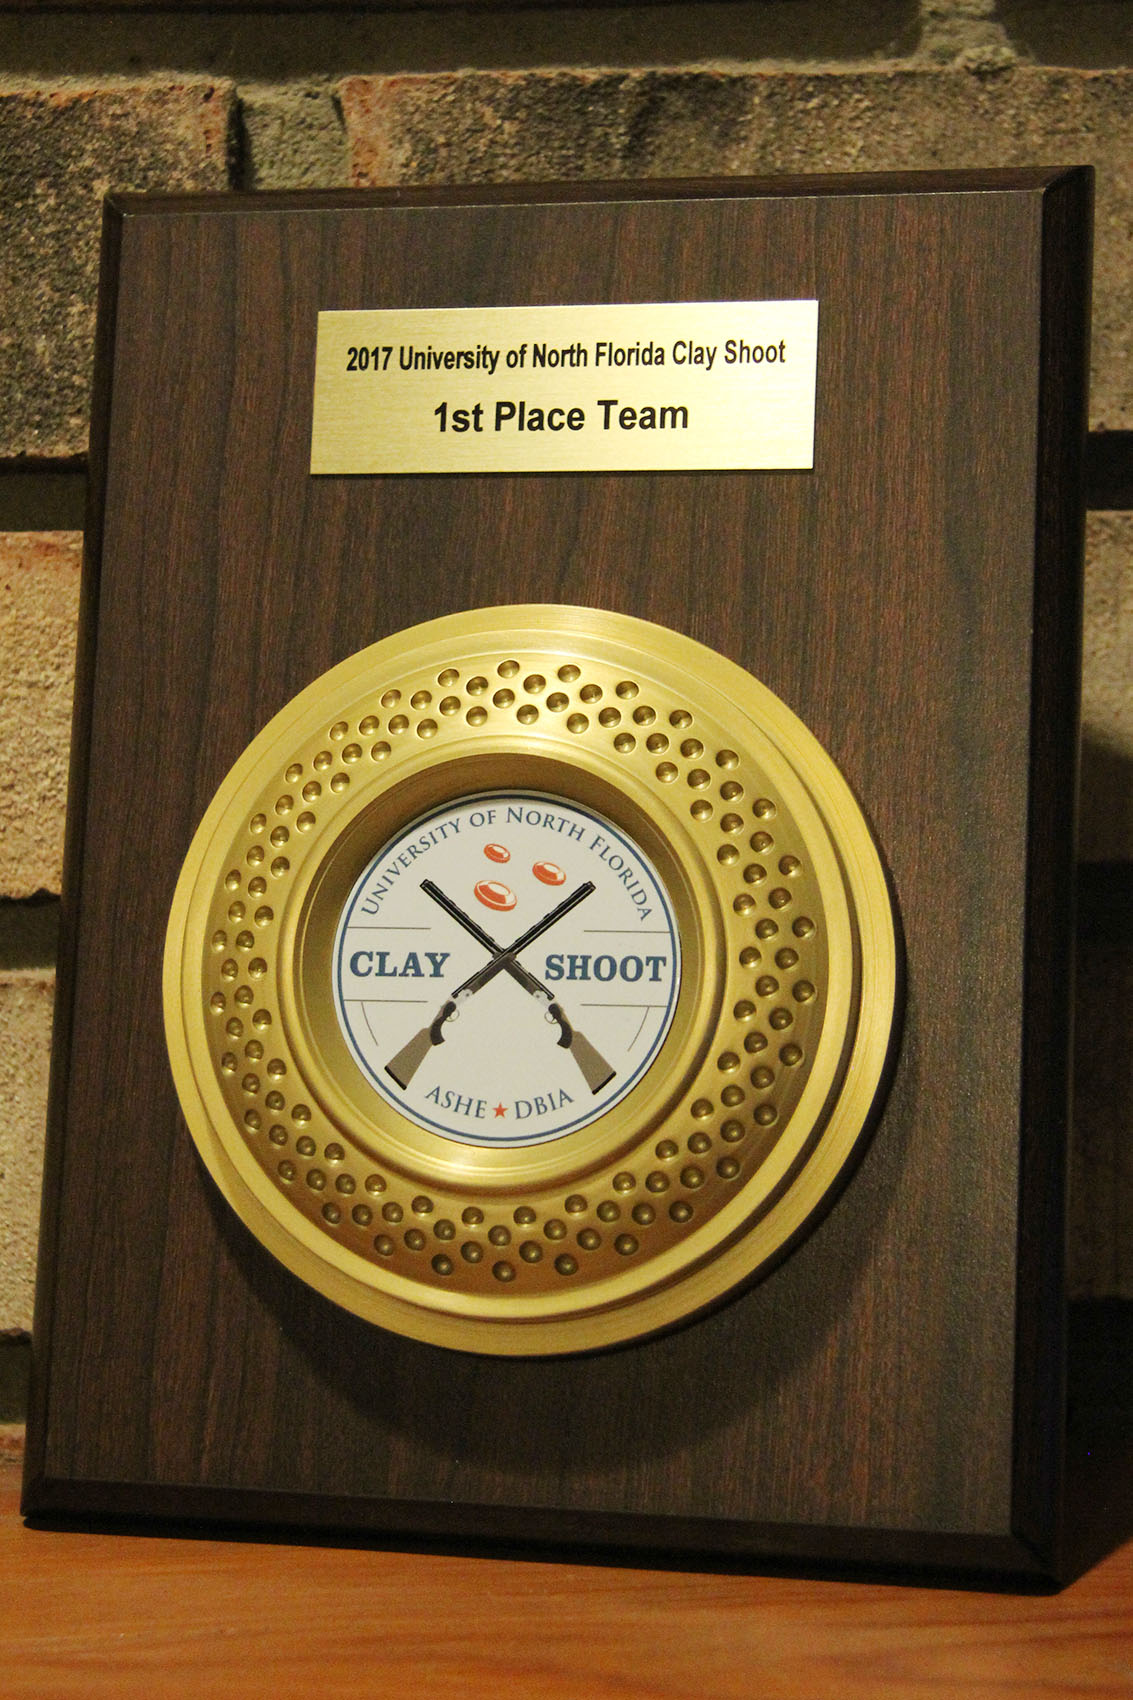 2017 University of North Florida Clay Shoot
1st Place Team
University of North Florida
CLAY SHOOT
ASHE ★ DBIA